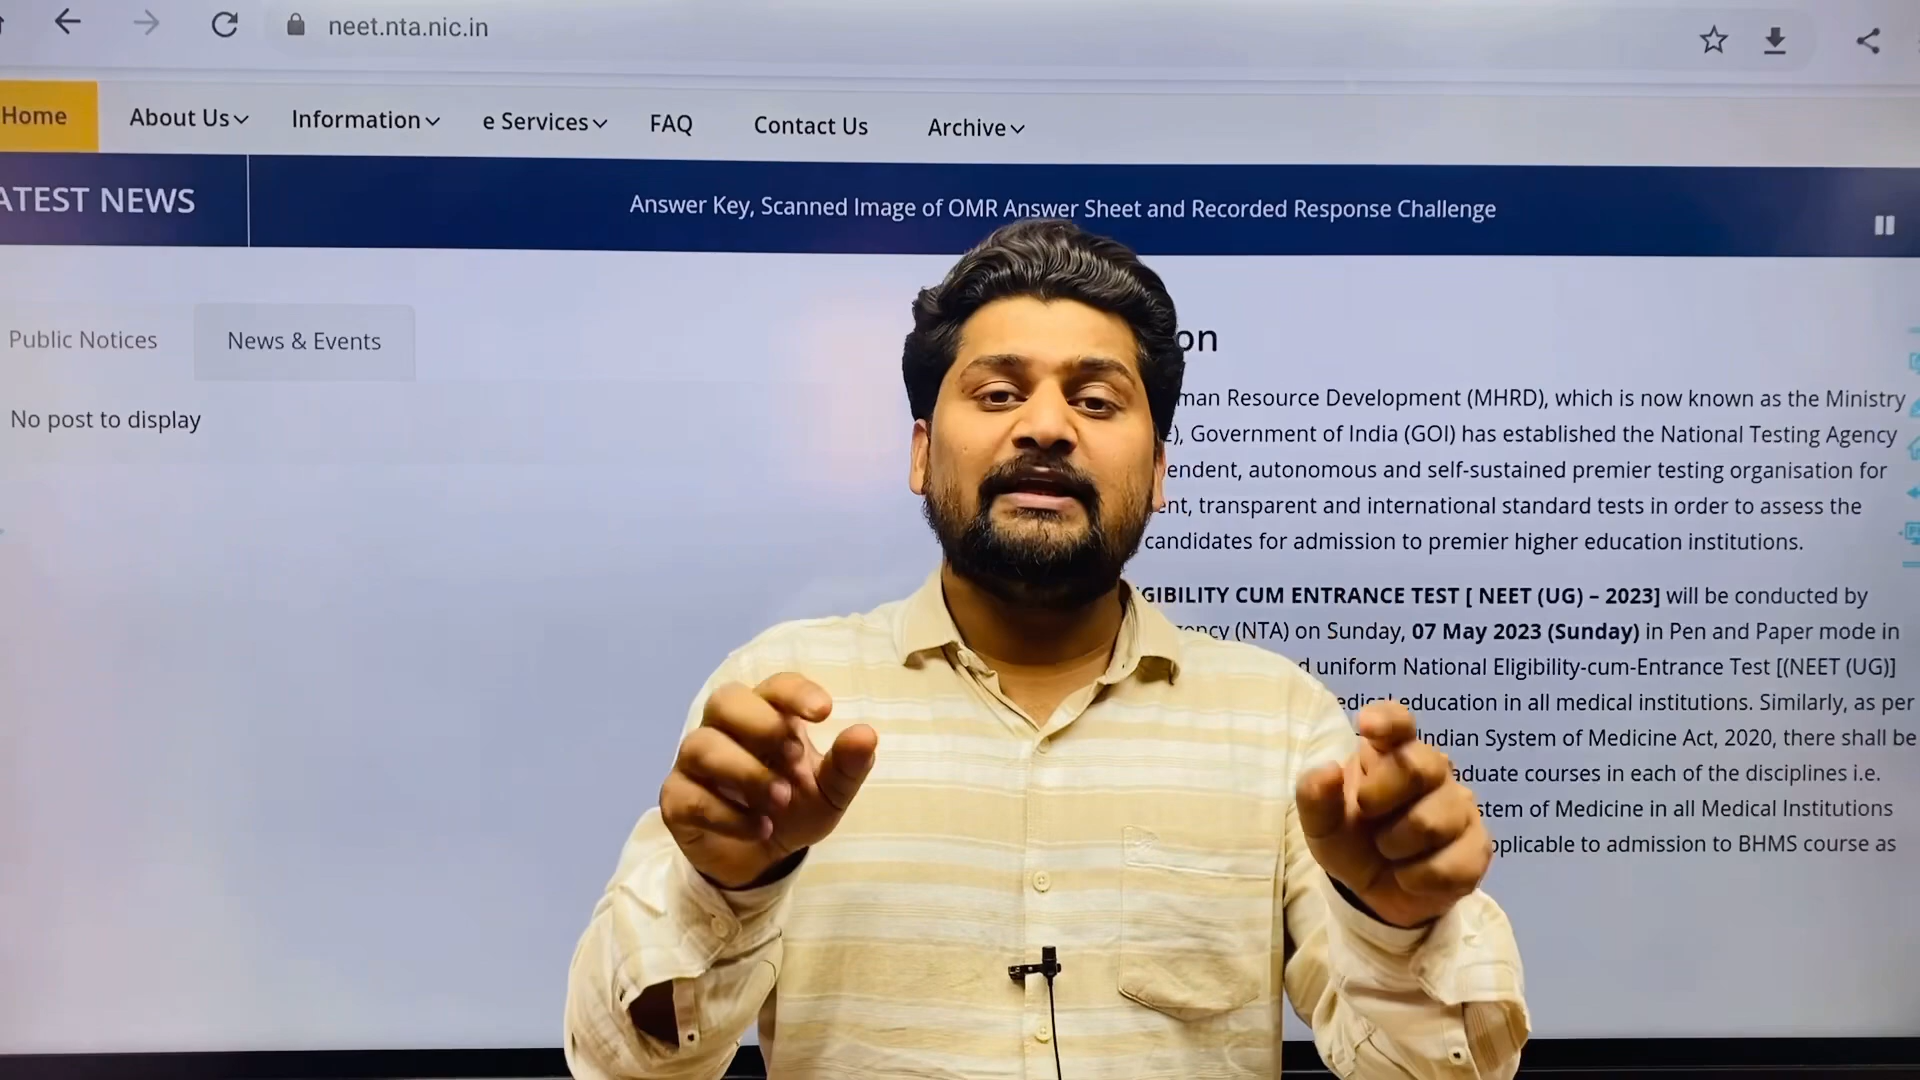 neet.nta.nic.in
Home About Us Information e Services FAQ Contact Us Archive
ATEST NEWS
Answer Key, Scanned Image of OMR Answer Sheet and Recorded Response Challenge
Public Notices News & Events
No post to display
on
man Resource Development (MHRD), which is now known as the Ministry
), Government of India (GOI) has established the National Testing Agency
endent, autonomous and self-sustained premier testing organisation for
ent, transparent and international standard tests in order to assess the
candidates for admission to premier higher education institutions.
GIBILITY CUM ENTRANCE TEST [ NEET (UG) – 2023] will be conducted by
ency (NTA) on Sunday, 07 May 2023 (Sunday) in Pen and Paper mode in
d uniform National Eligibility-cum-Entrance Test [(NEET (UG)]
edical education in all medical institutions. Similarly, as per
Indian System of Medicine Act, 2020, there shall be
aduate courses in each of the disciplines i.e.
stem of Medicine in all Medical Institutions
pplicable to admission to BHMS course as